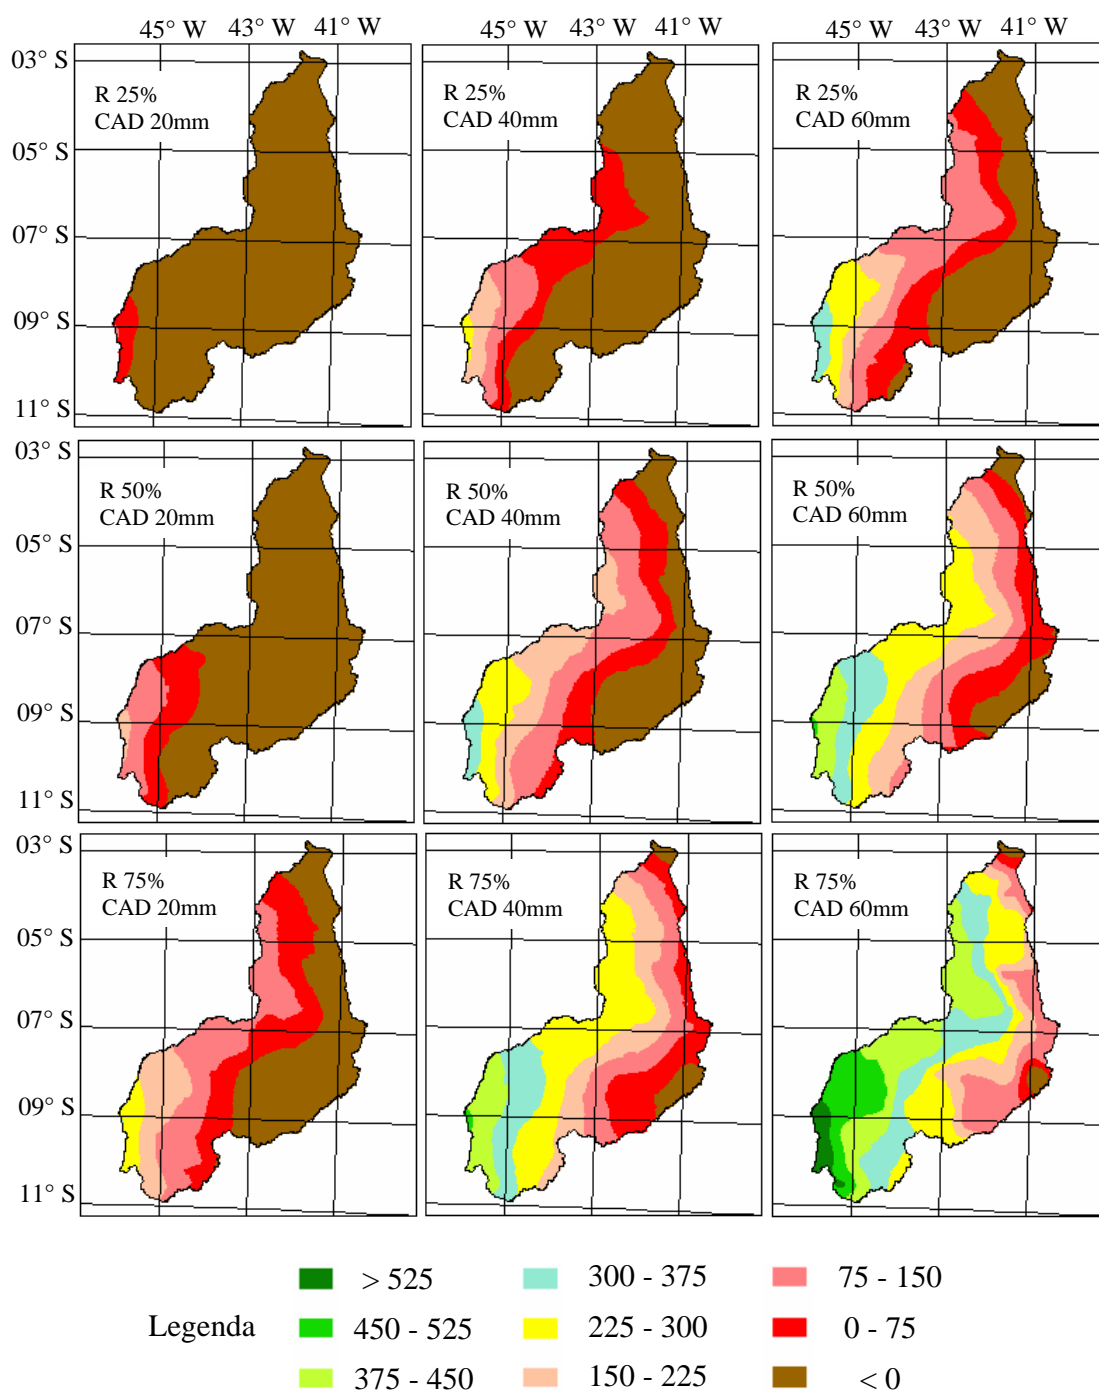 45° W 43° W 41° W 45° W 43° W 41° W 45° W 43° W 41° W
03° S
05° S
07° S
09° S
11° S
R 25%
CAD 20mm
R 25%
CAD 40mm
R 25%
CAD 60mm
03° S
05° S
07° S
09° S
11° S
R 50%
CAD 20mm
R 50%
CAD 40mm
R 50%
CAD 60mm
03° S
05° S
07° S
09° S
11° S
R 75%
CAD 20mm
R 75%
CAD 40mm
R 75%
CAD 60mm
Legenda
> 525
450 - 525
375 - 450
300 - 375
225 - 300
150 - 225
75 - 150
0 - 75
< 0